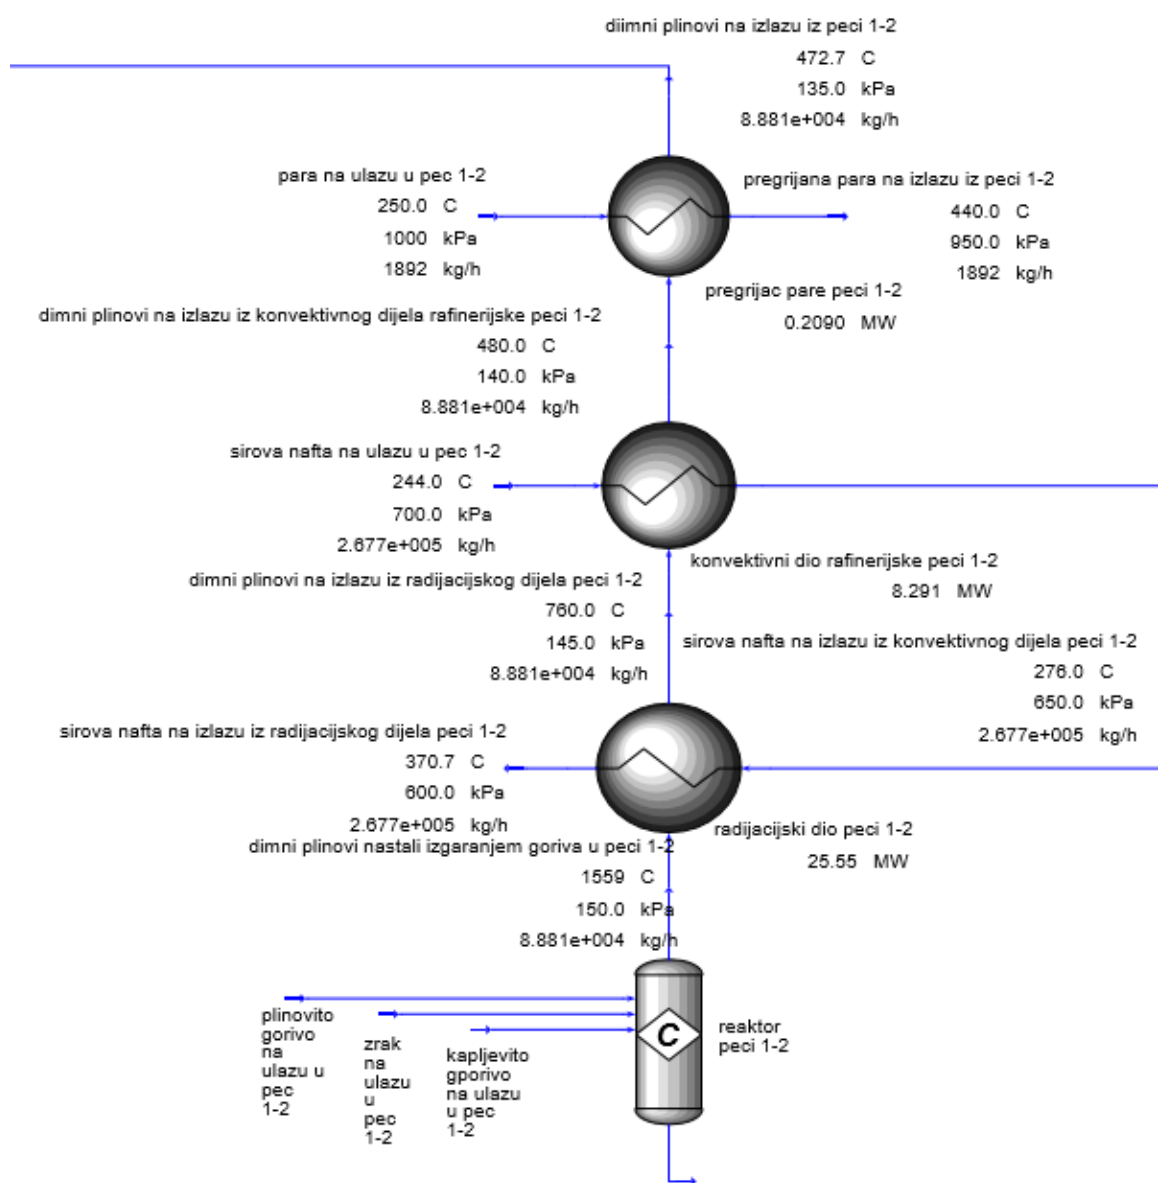 diimni plinovi na izlazu iz peci 1-2
472.7 C
135.0 kPa
8.881e+004 kg/h
para na ulazu u pec 1-2
250.0 C
1000 kPa
1892 kg/h
pregrijana para na izlazu iz peci 1-2
440.0 C
950.0 kPa
1892 kg/h
pregrijac pare peci 1-2
0.2090 MW
dimni plinovi na izlazu iz konvektivnog dijela rafinerijske peci 1-2
480.0 C
140.0 kPa
8.881e+004 kg/h
sirova nafta na ulazu u pec 1-2
244.0 C
700.0 kPa
2.677e+005 kg/h
konvektivni dio rafinerijske peci 1-2
8.291 MW
dimni plinovi na izlazu iz radijacijskog dijela peci 1-2
760.0 C
145.0 kPa
8.881e+004 kg/h
sirova nafta na izlazu iz konvektivnog dijela peci 1-2
276.0 C
650.0 kPa
2.677e+005 kg/h
sirova nafta na izlazu iz radijacijskog dijela peci 1-2
370.7 C
600.0 kPa
2.677e+005 kg/h
radijacijski dio peci 1-2
25.55 MW
dimni plinovi nastali izgaranjem goriva u peci 1-2
1559 C
150.0 kPa
8.881e+004 kg/h
plinovito
gorivo
na
ulazu u
pec
1-2
zrak
na
ulazu
u
pec
1-2
kapljevito
gporivo
na ulazu
u pec
1-2
C
reaktor
peci 1-2